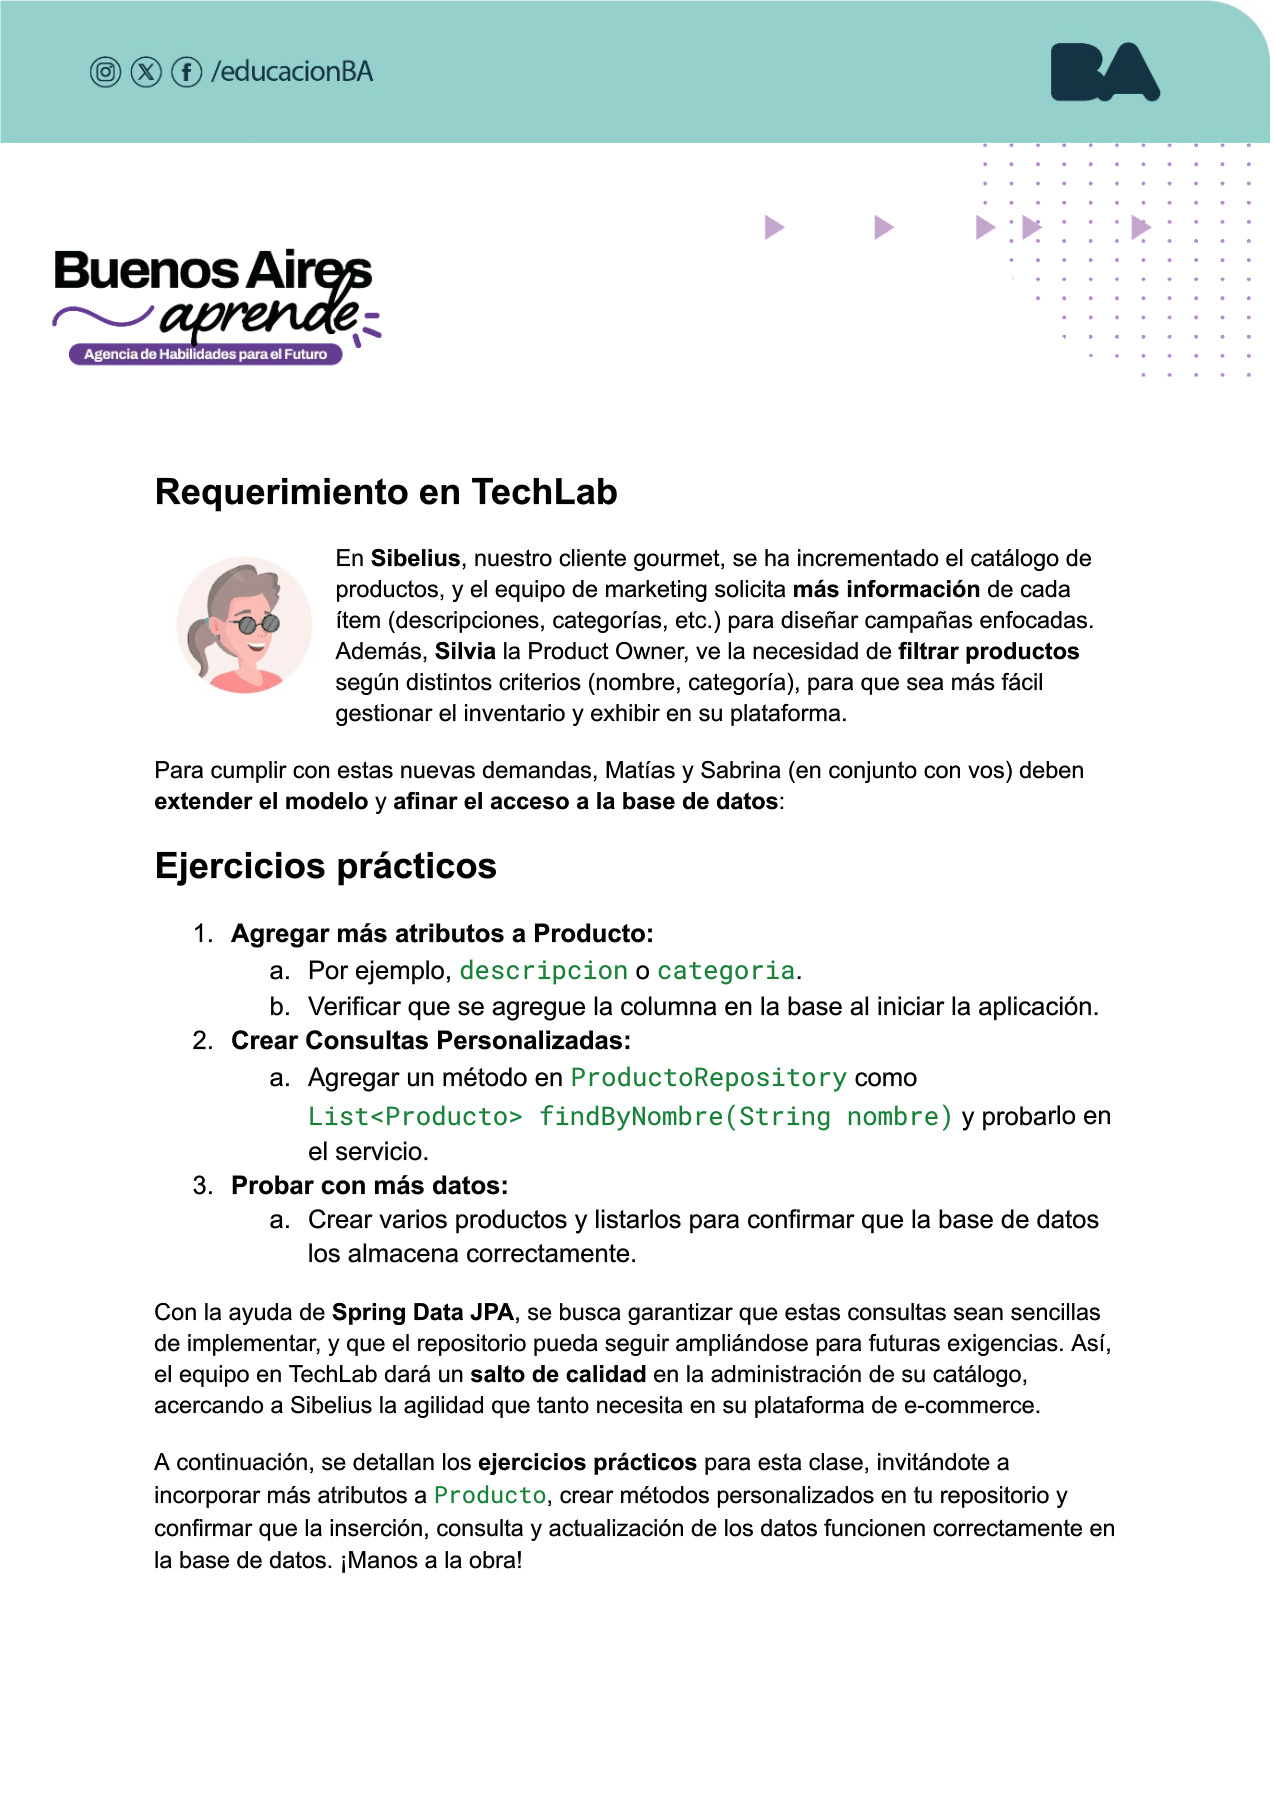 /educacionBA
BA
Buenos Aires
aprende
Agencia de Habilidades para el Futuro
Requerimiento en TechLab
En Sibelius, nuestro cliente gourmet, se ha incrementado el catálogo de
productos, y el equipo de marketing solicita más información de cada
ítem (descripciones, categorías, etc.) para diseñar campañas enfocadas.
Además, Silvia la Product Owner, ve la necesidad de filtrar productos
según distintos criterios (nombre, categoría), para que sea más fácil
gestionar el inventario y exhibir en su plataforma.
Para cumplir con estas nuevas demandas, Matías y Sabrina (en conjunto con vos) deben
extender el modelo y afinar el acceso a la base de datos:
Ejercicios prácticos
1. Agregar más atributos a Producto:
a. Por ejemplo, descripcion o categoria.
b. Verificar que se agregue la columna en la base al iniciar la aplicación.
2. Crear Consultas Personalizadas:
a. Agregar un método en ProductoRepository como
List<Producto> findByNombre(String nombre) y probarlo en
el servicio.
3. Probar con más datos:
a. Crear varios productos y listarlos para confirmar que la base de datos
los almacena correctamente.
Con la ayuda de Spring Data JPA, se busca garantizar que estas consultas sean sencillas
de implementar, y que el repositorio pueda seguir ampliándose para futuras exigencias. Así,
el equipo en TechLab dará un salto de calidad en la administración de su catálogo,
acercando a Sibelius la agilidad que tanto necesita en su plataforma de e-commerce.
A continuación, se detallan los ejercicios prácticos para esta clase, invitándote a
incorporar más atributos a Producto, crear métodos personalizados en tu repositorio y
confirmar que la inserción, consulta y actualización de los datos funcionen correctamente en
la base de datos. ¡Manos a la obra!